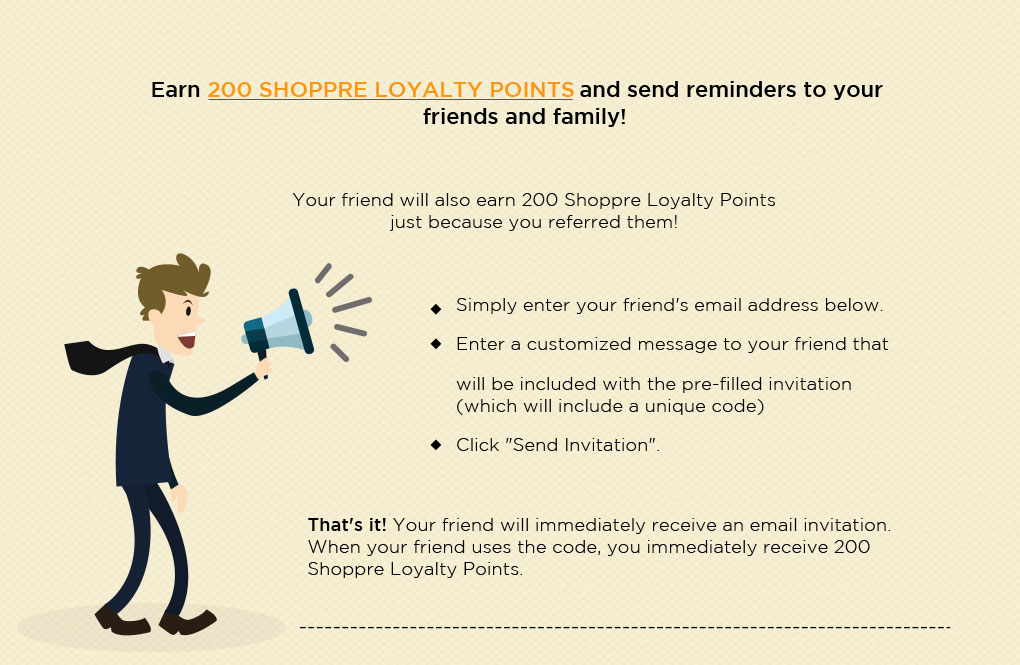 Earn 200 SHOPPRE LOYALTY POINTS and send reminders to your
friends and family!
Your friend will also earn 200 Shoppre Loyalty Points
just because you referred them!
◆ Simply enter your friend's email address below.
◆ Enter a customized message to your friend that
will be included with the pre-filled invitation
(which will include a unique code)
◆ Click "Send Invitation".
That's it! Your friend will immediately receive an email invitation.
When your friend uses the code, you immediately receive 200
Shoppre Loyalty Points.